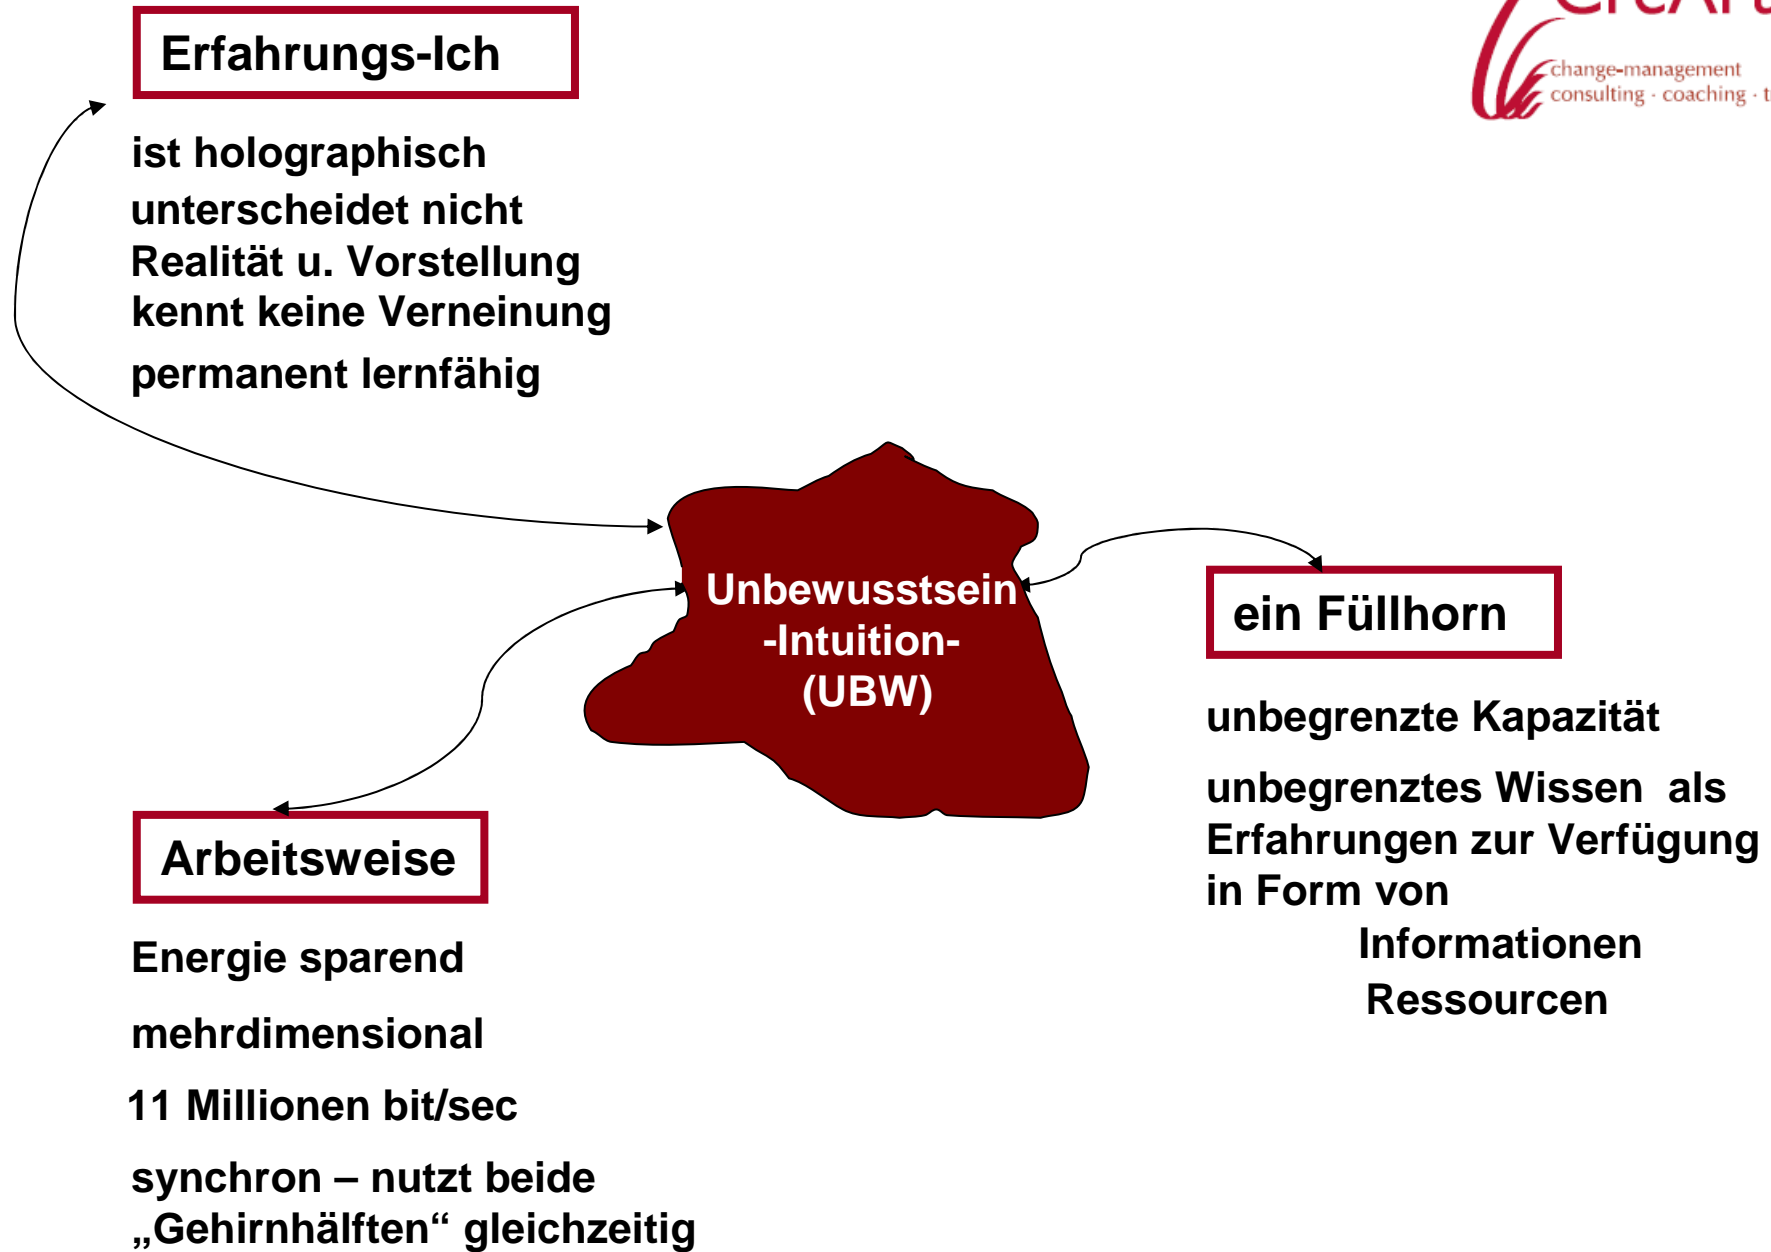 Erfahrungs-Ich
change-management
consulting · coaching ·
ist holographisch
unterscheidet nicht
Realität u. Vorstellung
kennt keine Verneinung
permanent lernfähig
Unbewusstsein
-Intuition-
(UBW)
ein Füllhorn
unbegrenzte Kapazität
unbegrenztes Wissen als
Erfahrungen zur Verfügung
in Form von
Informationen
Ressourcen
Arbeitsweise
Energie sparend
mehrdimensional
11 Millionen bit/sec
synchron – nutzt beide
„Gehirnhälften“ gleichzeitig